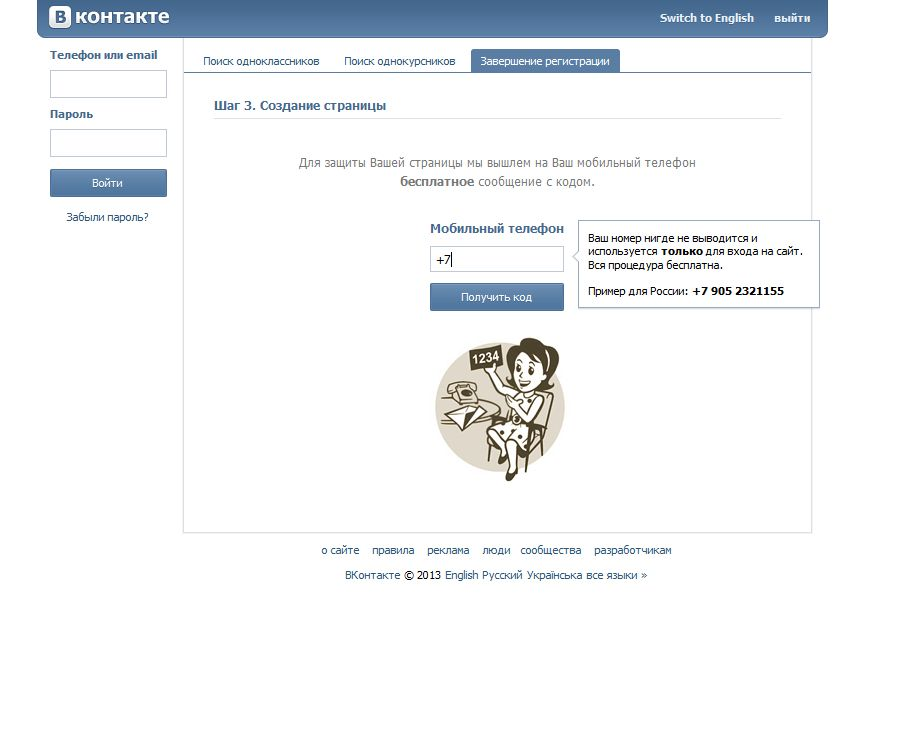 В контакте
Switch to English выйти
Телефон или email
Пароль
Войти
Забыли пароль?
Поиск одноклассников Поиск однокурсников Завершение регистрации
Шаг 3. Создание страницы
Для защиты Вашей страницы мы вышлем на Ваш мобильный телефон
бесплатное сообщение с кодом.
Мобильный телефон
+7
Получить код
Ваш номер нигде не выводится и
используется только для входа на сайт.
Вся процедура бесплатна.
Пример для России: +7 905 2321155
1234
о сайте правила реклама люди сообщества разработчикам
ВКонтакте © 2013 English Русский Українська все языки »